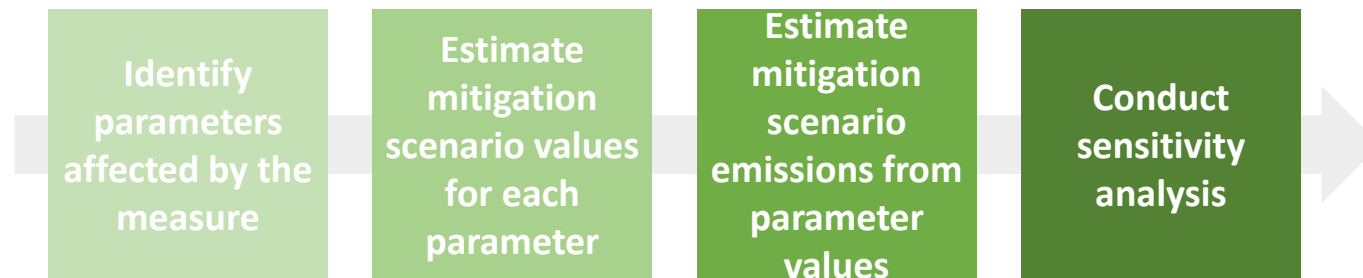 Identify
parameters
affected by the
measure
Estimate
mitigation
scenario values
for each
parameter
Estimate
mitigation
scenario
emissions from
parameter
values
Conduct
sensitivity
analysis